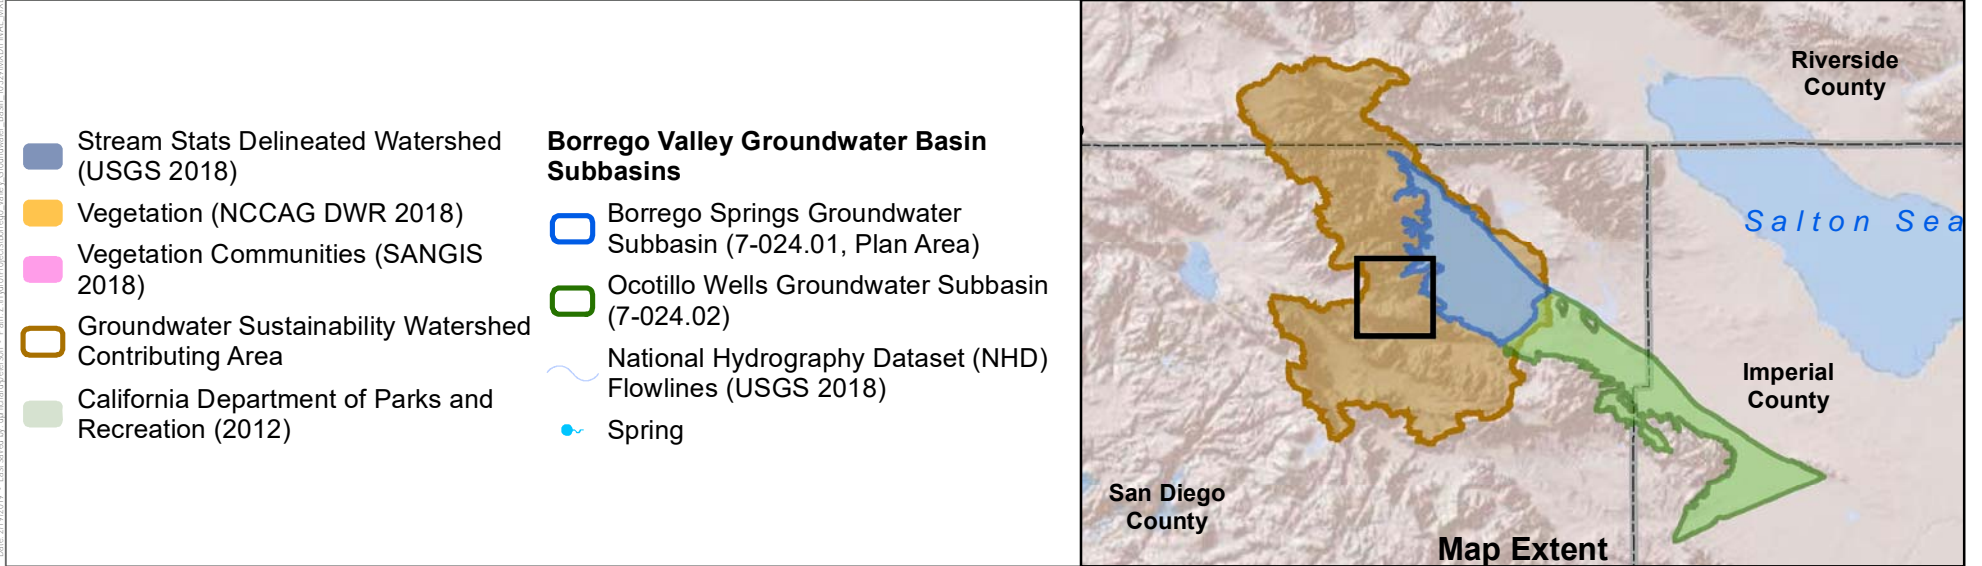 Stream Stats Delineated Watershed
(USGS 2018)
Vegetation (NCCAG DWR 2018)
Vegetation Communities (SANGIS
2018)
Groundwater Sustainability Watershed
Contributing Area
California Department of Parks and
Recreation (2012)
Borrego Valley Groundwater Basin
Subbasins
Borrego Springs Groundwater
Subbasin (7-024.01, Plan Area)
Ocotillo Wells Groundwater Subbasin
(7-024.02)
National Hydrography Dataset (NHD)
Flowlines (USGS 2018)
Spring
Riverside
County
Salton Sea
Imperial
County
San Diego
County
Map Extent